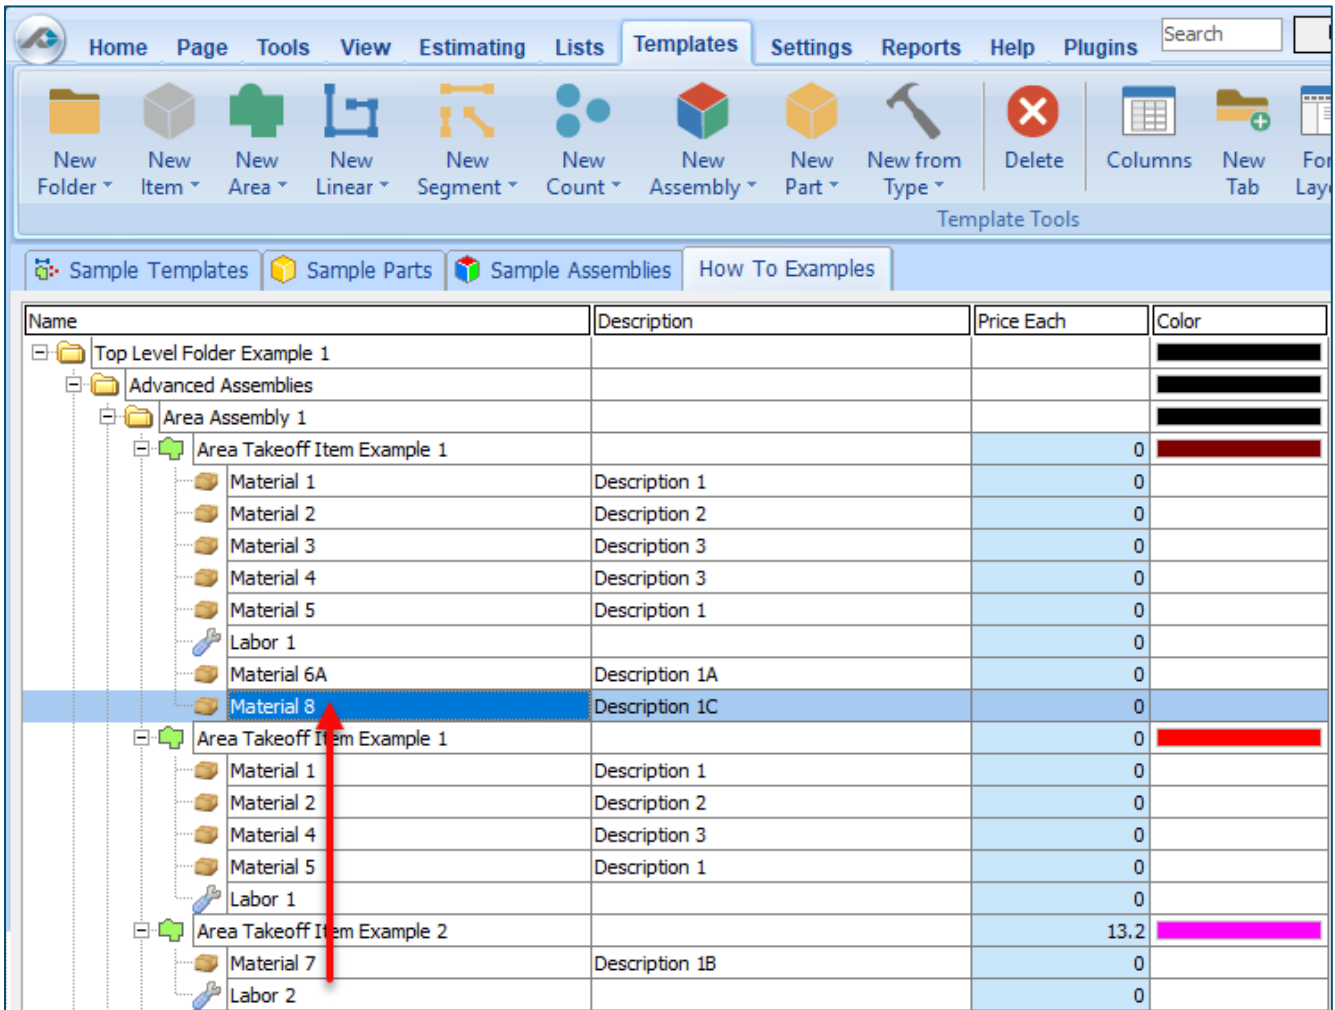 Home Page Tools View Estimating Lists Templates Settings Reports Help Plugins Search
New Folder New Item New Area New Linear New Segment New Count New Assembly New Part New from Type Delete Columns New Tab
Template Tools
Sample Templates Sample Parts Sample Assemblies How To Examples
Name Description Price Each Color
Top Level Folder Example 1
Advanced Assemblies
Area Assembly 1
Area Takeoff Item Example 1 0
Material 1 Description 1 0
Material 2 Description 2 0
Material 3 Description 3 0
Material 4 Description 3 0
Material 5 Description 1 0
Labor 1 0
Material 6A Description 1A 0
Material 8 Description 1C 0
Area Takeoff Item Example 1 0
Material 1 Description 1 0
Material 2 Description 2 0
Material 4 Description 3 0
Material 5 Description 1 0
Labor 1 0
Area Takeoff Item Example 2 13.2
Material 7 Description 1B 0
Labor 2 0